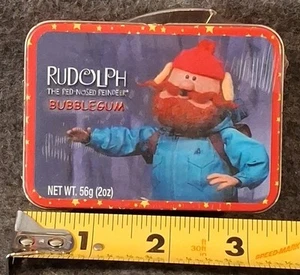 RUDOLPH
THE RED-NOSED REINDEER®
BUBBLEGUM
NET WT. 56g (2oz)
1 2 3